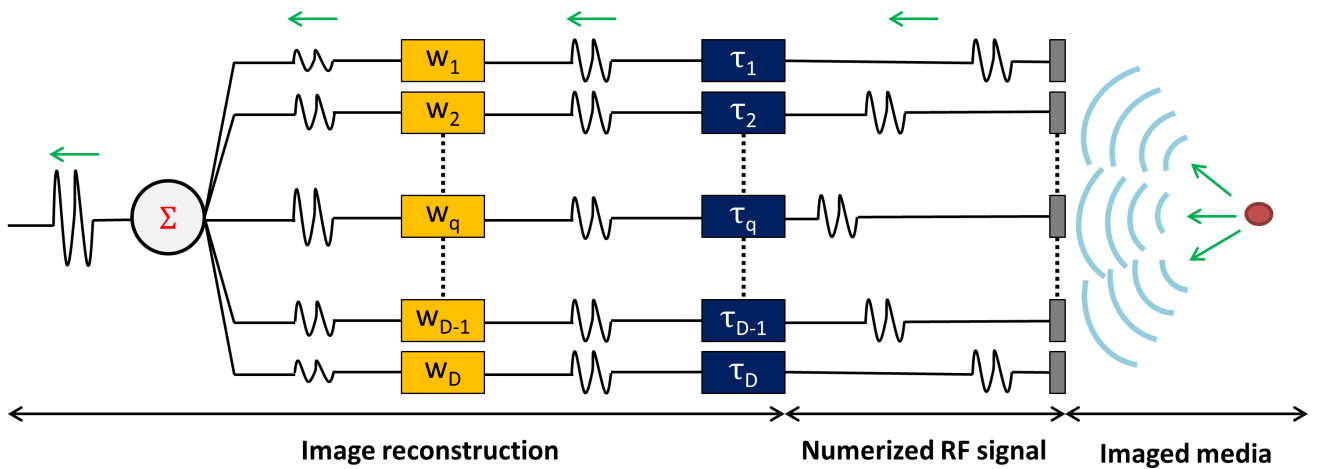 w1 τ1
w2 τ2
Σ wq τq
wD-1 τD-1
wD τD
Image reconstruction Numerized RF signal Imaged media